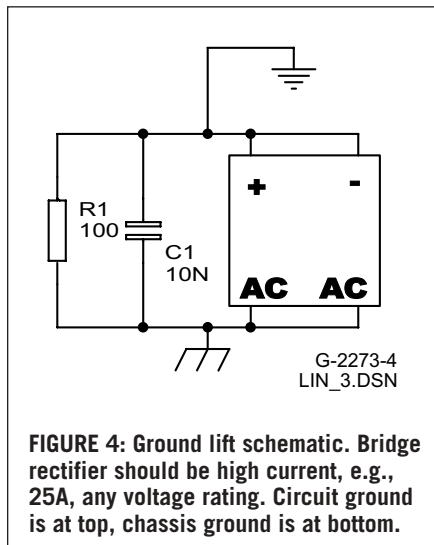 + -
R1
100
C1
10N
AC AC
G-2273-4
LIN_3.DSN
FIGURE 4: Ground lift schematic. Bridge
rectifier should be high current, e.g.,
25A, any voltage rating. Circuit ground
is at top, chassis ground is at bottom.